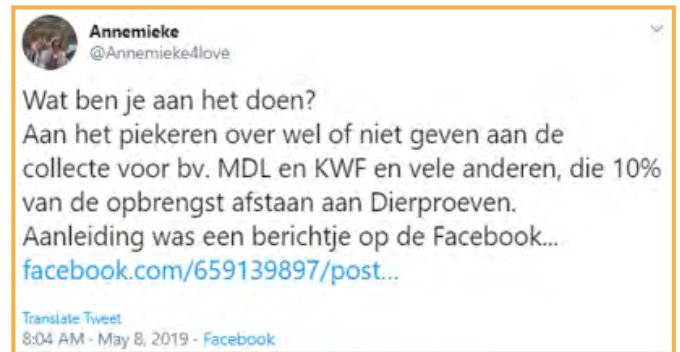 Annemieke
@Annemieke4love
Wat ben je aan het doen?
Aan het piekeren over wel of niet geven aan de
collecte voor bv. MDL en KWF en vele anderen, die 10%
van de opbrengst afstaan aan Dierproeven.
Aanleiding was een berichtje op de Facebook...
facebook.com/659139897/post...
Translate Tweet
8:04 AM - May 8, 2019 - Facebook